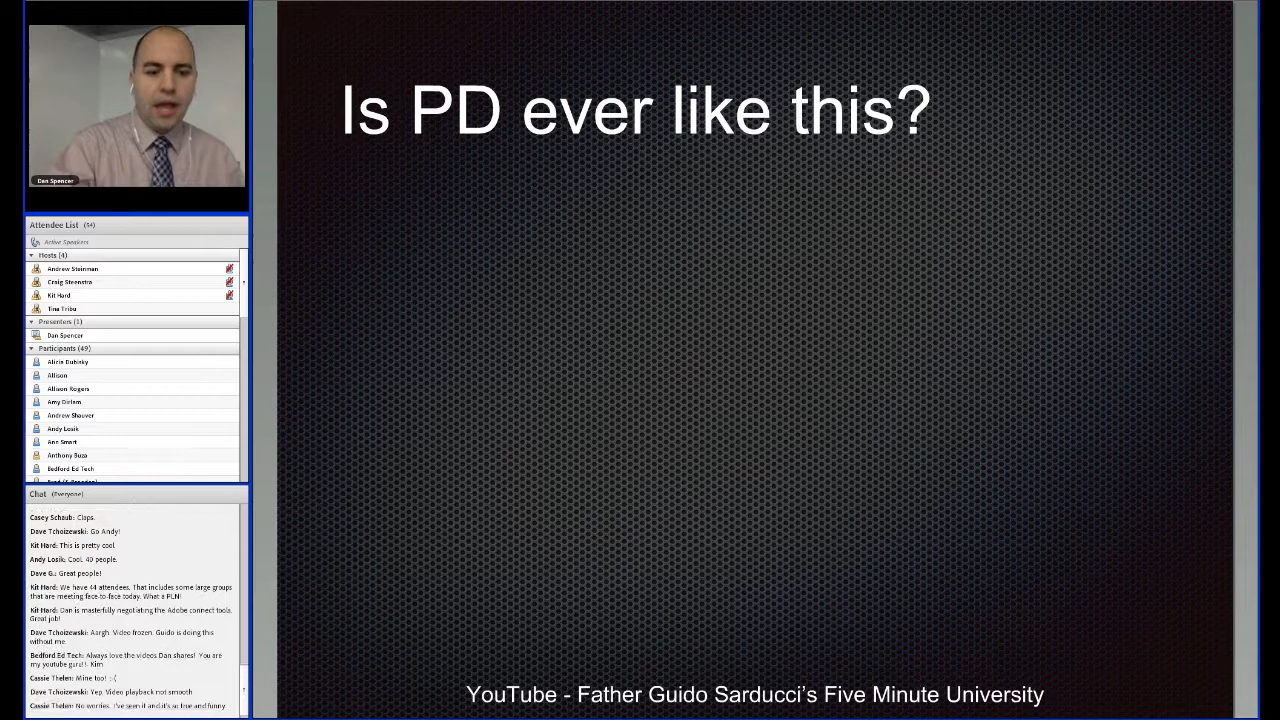 Dan Spencer
Attendee List (54)
Active Speakers
Hosts (4)
Andrew Steinman
Craig Steenstra
Kit Hard
Tina Tribu
Presenters (1)
Dan Spencer
Participants (49)
Alicia Dubisky
Allison
Allison Rogers
Amy Dirlam
Andrew Shauver
Andy Losik
Ann Smart
Anthony Buza
Bedford Ed Tech
Chat (Everyone)
Casey Schaub: Claps.
Dave Tchoizewski: Go Andy!
Kit Hard: This is pretty cool.
Andy Losik: Cool. 49 people.
Dave G.: Great people!
Kit Hard: We have 44 attendees. That includes some large groups
that are meeting face-to-face today. What a PLN!
Kit Hard: Dan is masterfully negotiating the Adobe connect tools.
Great job!
Dave Tchoizewski: Aargh. Video frozen. Guido is doing this
without me.
Bedford Ed Tech: Always love the videos Dan shares! You are
my youtube guru!!- Kim
Cassie Thelen: Mine too! :-(
Dave Tchoizewski: Yep. Video playback not smooth
Cassie Thelen: No worries. I've seen it and it's so true and funny
Is PD ever like this?
YouTube - Father Guido Sarducci's Five Minute University